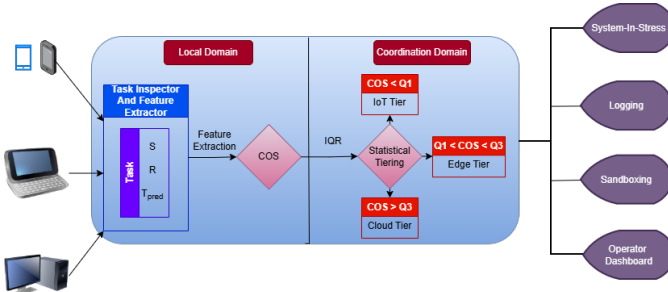 Local Domain
Coordination Domain
Task Inspector
And Feature
Extractor
Task
S
R
Tpred
Feature
Extraction
COS
IQR
Statistical
Tiering
COS < Q1
IoT Tier
Q1 < COS < Q3
Edge Tier
COS > Q3
Cloud Tier
System-In-Stress
Logging
Sandboxing
Operator
Dashboard